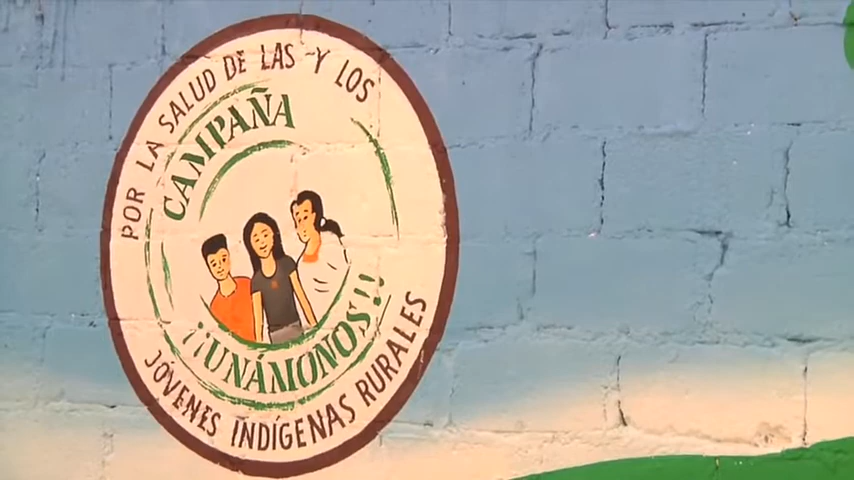 CAMPAÑA
¡¡UNÁMONOS!!
POR LA SALUD DE LAS Y LOS
JÓVENES INDÍGENAS RURALES